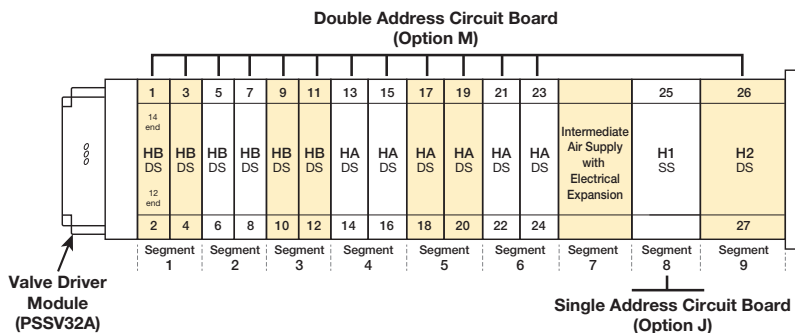 Double Address Circuit Board
(Option M)
1 3 5 7 9 11 13 15 17 19 21 23 25 26
14
end
HB HB HB HB HB HB HA HA HA HA HA HA H1 H2
DS DS DS DS DS DS DS DS DS DS DS DS SS DS
12
end
Intermediate
Air Supply
with
Electrical
Expansion
2 4 6 8 10 12 14 16 18 20 22 24 27
Segment Segment Segment Segment Segment Segment Segment Segment Segment
1 2 3 4 5 6 7 8 9
Valve Driver
Module
(PSSV32A)
Single Address Circuit Board
(Option J)